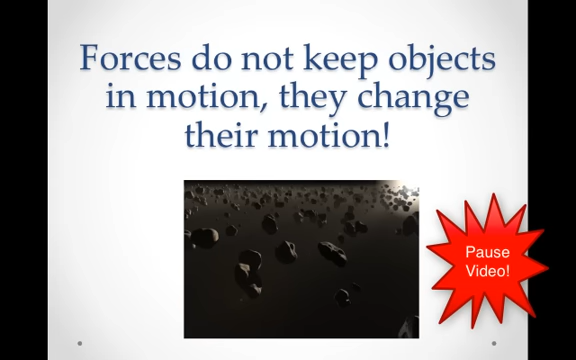 Forces do not keep objects
in motion, they change
their motion!
Pause
Video!